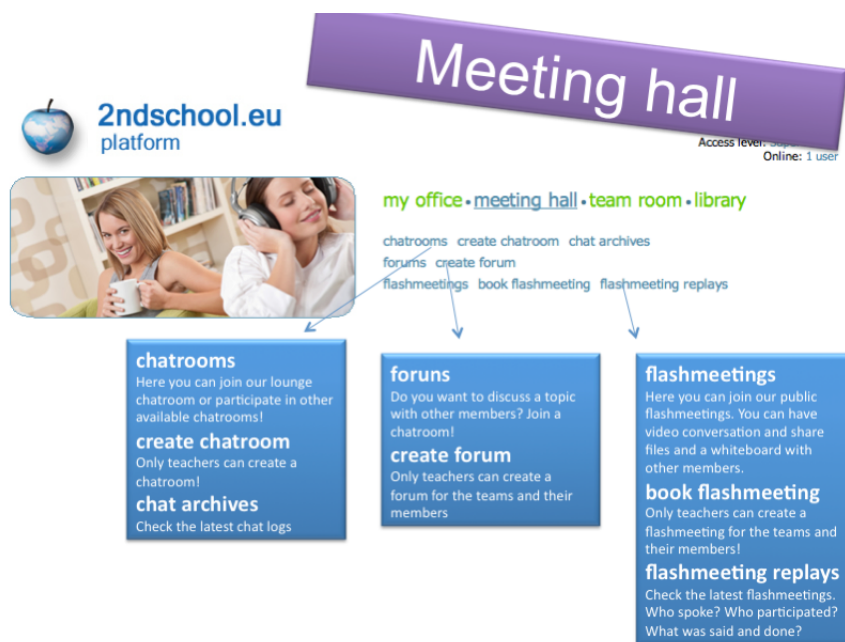 Meeting hall
2ndschool.eu
platform
Access level:
Online: 1 user
my office • meeting hall • team room • library
chatrooms create chatroom chat archives
forums create forum
flashmeetings book flashmeeting flashmeeting replays
chatrooms
Here you can join our lounge
chatroom or participate in other
available chatrooms!
create chatroom
Only teachers can create a
chatroom!
chat archives
Check the latest chat logs
foruns
Do you want to discuss a topic
with other members? Join a
chatroom!
create forum
Only teachers can create a
forum for the teams and their
members
flashmeetings
Here you can join our public
flashmeetings. You can have
video conversation and share
files and a whiteboard with
other members.
book flashmeeting
Only teachers can create a
flashmeeting for the teams and
their members!
flashmeeting replays
Check the latest flashmeetings.
Who spoke? Who participated?
What was said and done?